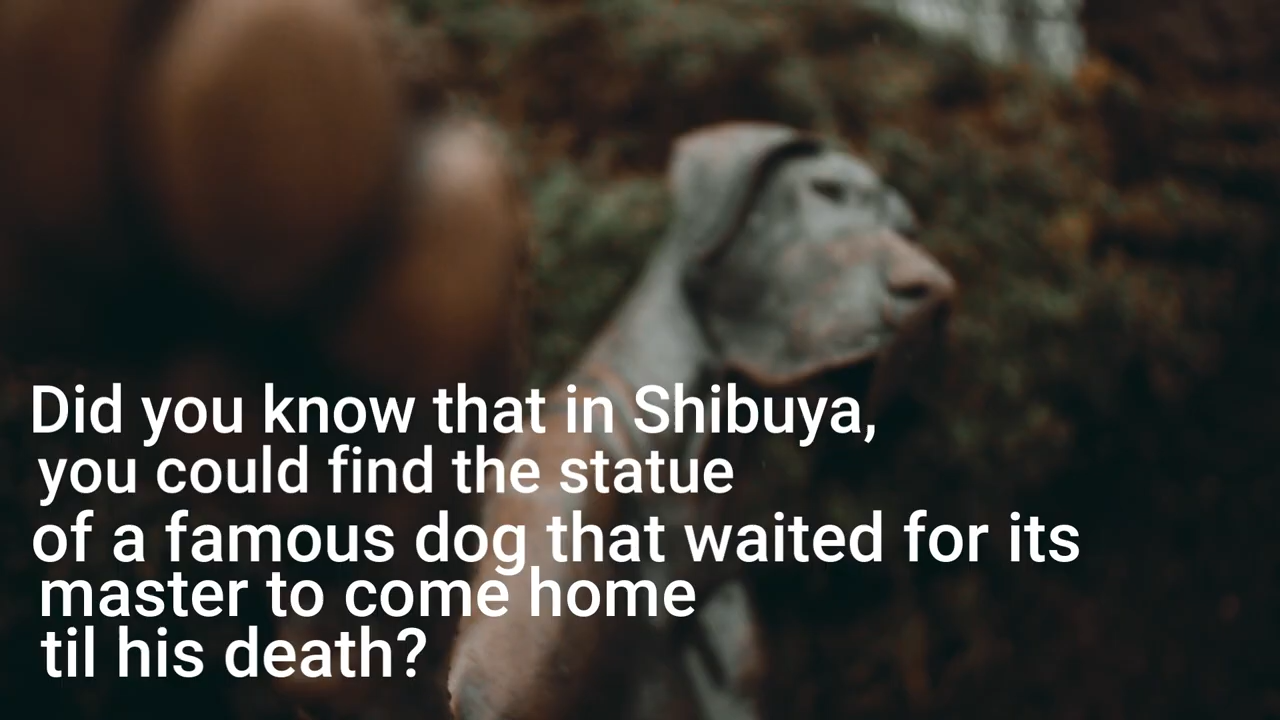 Did you know that in Shibuya,
you could find the statue
of a famous dog that waited for its
master to come home
til his death?